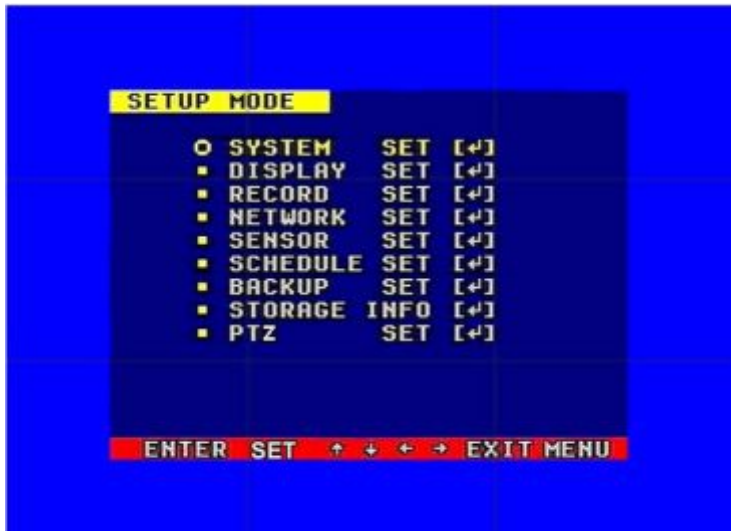 SETUP MODE
SYSTEM SET [↵]
DISPLAY SET [↵]
RECORD SET [↵]
NETWORK SET [↵]
SENSOR SET [↵]
SCHEDULE SET [↵]
BACKUP SET [↵]
STORAGE INFO [↵]
PTZ SET [↵]
ENTER SET ↑ ↓ ← → EXIT MENU